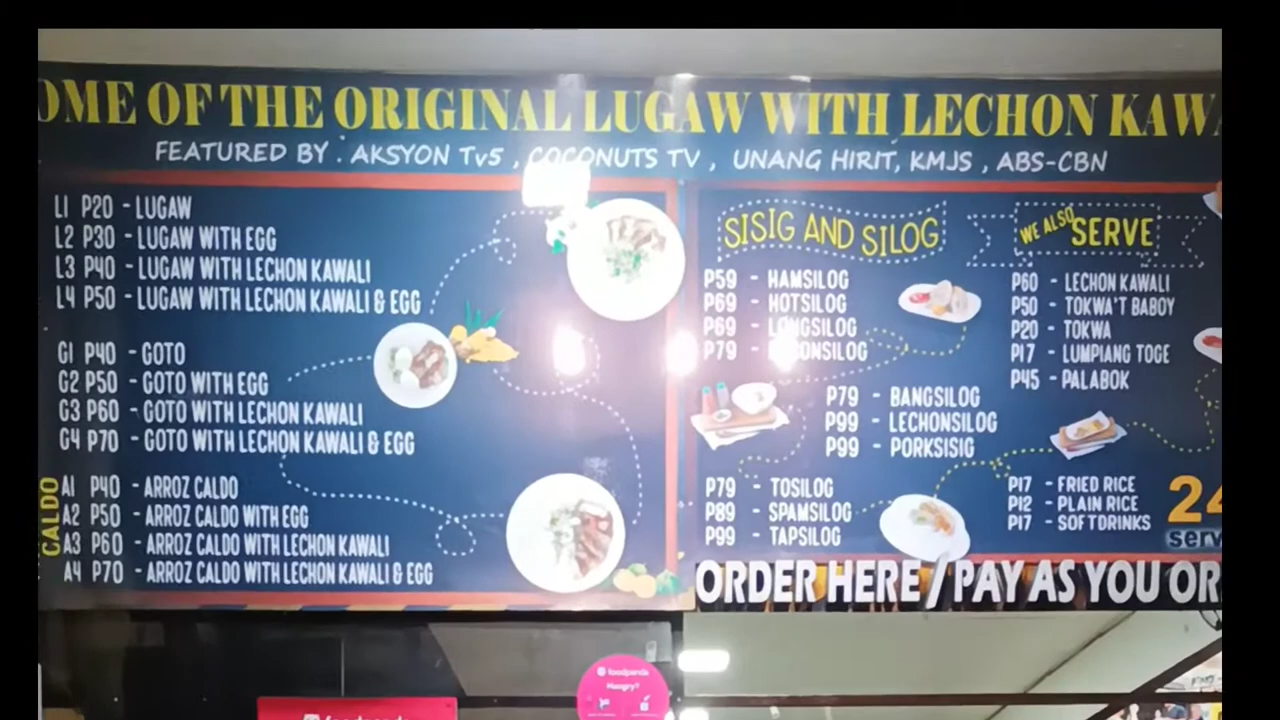 OME OF THE ORIGINAL LUGAW WITH LECHON KAW
FEATURED BY . AKSYON Tv5 , COCONUTS TV , UNANG HIRIT, KMJS , ABS-CBN
L1 P20 - LUGAW
L2 P30 - LUGAW WITH EGG
L3 P40 - LUGAW WITH LECHON KAWALI
L4 P50 - LUGAW WITH LECHON KAWALI & EGG
G1 P40 - GOTO
G2 P50 - GOTO WITH EGG
G3 P60 - GOTO WITH LECHON KAWALI
G4 P70 - GOTO WITH LECHON KAWALI & EGG
CALDO
A1 P40 - ARROZ CALDO
A2 P50 - ARROZ CALDO WITH EGG
A3 P60 - ARROZ CALDO WITH LECHON KAWALI
A4 P70 - ARROZ CALDO WITH LECHON KAWALI & EGG
SISIG AND SILOG
P59 - HAMSILOG
P69 - HOTSILOG
P69 - LONGSILOG
P79 -
P79 - BANGSILOG
P99 - LECHONSILOG
P99 - PORKSISIG
P79 - TOSILOG
P89 - SPAMSILOG
P99 - TAPSILOG
WE ALSO SERVE
P60 - LECHON KAWALI
P50 - TOKWA'T BABOY
P20 - TOKWA
P17 - LUMPIANG TOGE
P45 - PALABOK
P17 - FRIED RICE
P12 - PLAIN RICE
P17 - SOFTDRINKS
24
serv
ORDER HERE / PAY AS YOU OR
foodpanda
Hungry?
foodpanda